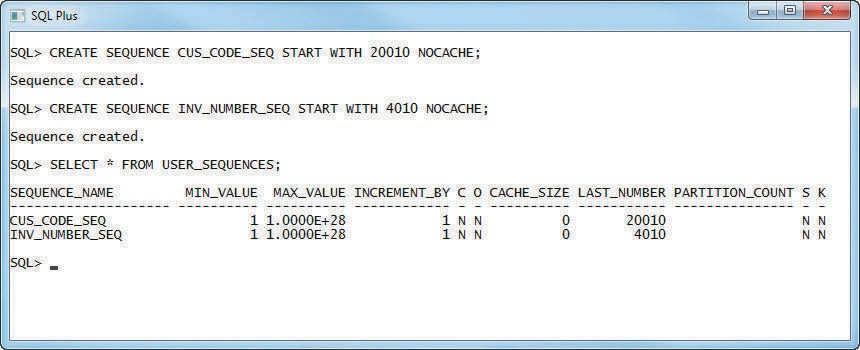 SQL Plus
SQL> CREATE SEQUENCE CUS_CODE_SEQ START WITH 20010 NOCACHE;
Sequence created.
SQL> CREATE SEQUENCE INV_NUMBER_SEQ START WITH 4010 NOCACHE;
Sequence created.
SQL> SELECT * FROM USER_SEQUENCES;
SEQUENCE_NAME        MIN_VALUE  MAX_VALUE INCREMENT_BY C O CACHE_SIZE LAST_NUMBER PARTITION_COUNT S K
-------------------- ---------- ---------- ------------ - - ---------- ----------- --------------- - -
CUS_CODE_SEQ                  1 1.0000E+28            1 N N          0       20010                 N N
INV_NUMBER_SEQ                1 1.0000E+28            1 N N          0        4010                 N N
SQL> _